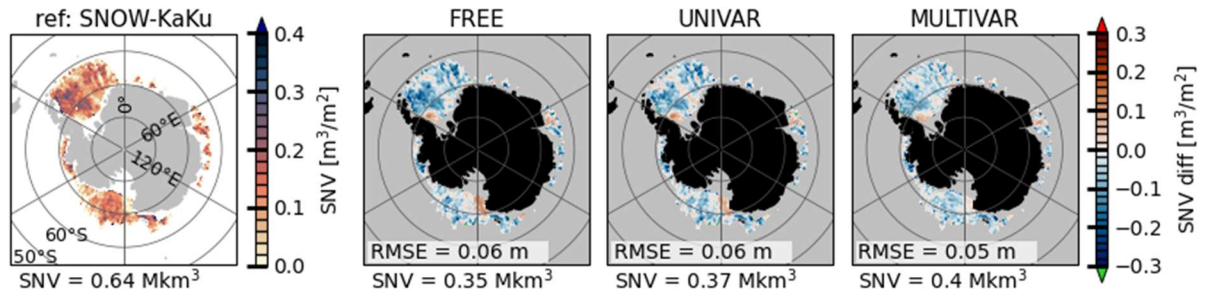 ref: SNOW-KaKu
FREE
UNIVAR
MULTIVAR
0°
60°E
120°E
60°S
50°S
0.4
0.3
0.2
0.1
0.0
SNV [m³/m²]
0.3
0.2
0.1
0.0
−0.1
−0.2
−0.3
SNV diff [m³/m²]
RMSE = 0.06 m
RMSE = 0.06 m
RMSE = 0.05 m
SNV = 0.64 Mkm³
SNV = 0.35 Mkm³
SNV = 0.37 Mkm³
SNV = 0.4 Mkm³